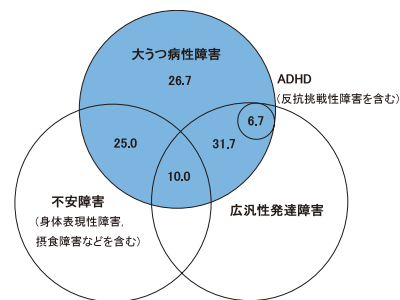 大うつ病性障害
26.7
ADHD
(反抗挑戦性障害を含む)
6.7
25.0
31.7
10.0
不安障害
(身体表現性障害,
摂食障害などを含む)
広汎性発達障害